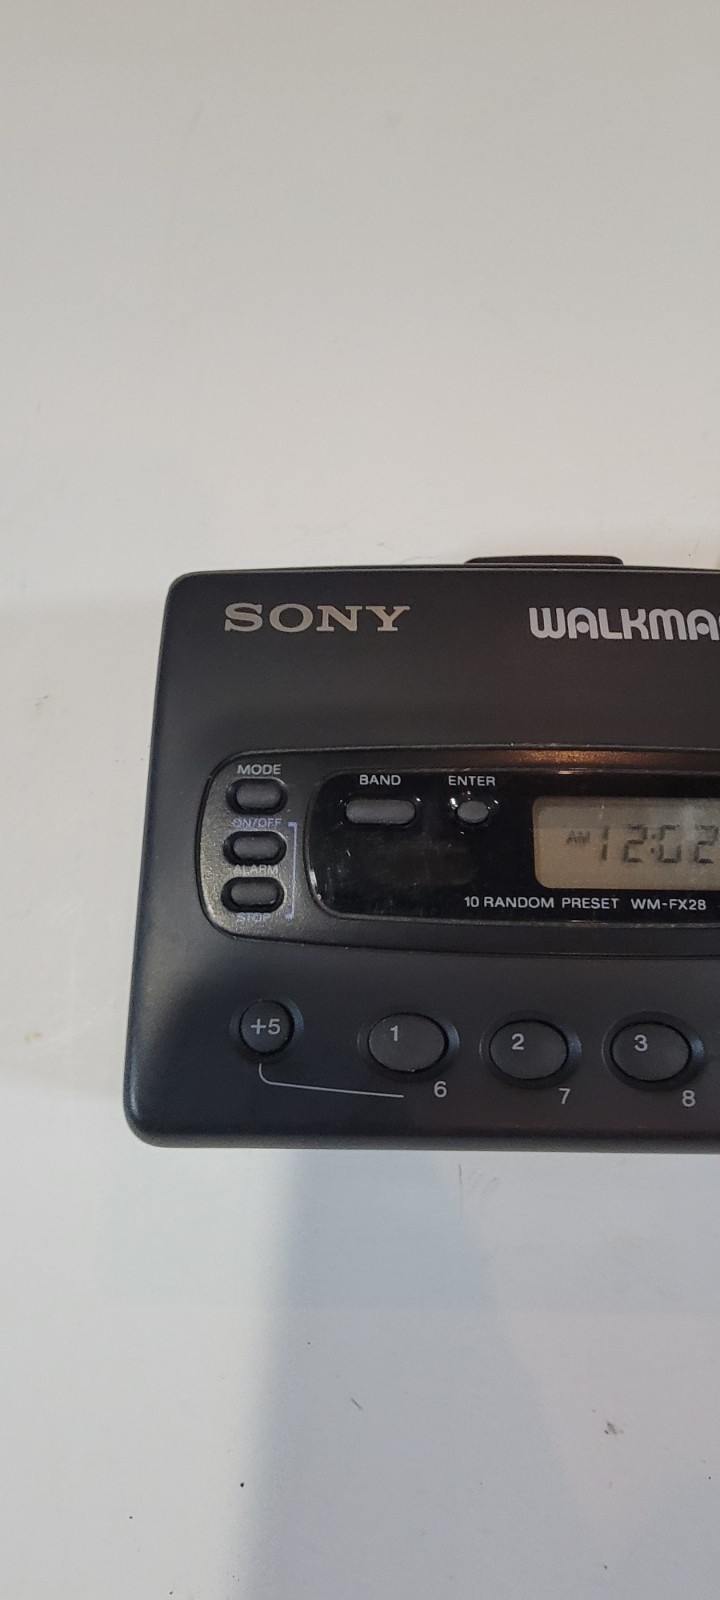 SONY WALKMA
MODE
BAND ENTER
ON/OFF
AM 12:02
ALARM
10 RANDOM PRESET WM-FX28
STOP
+5 1 2 3
6 7 8